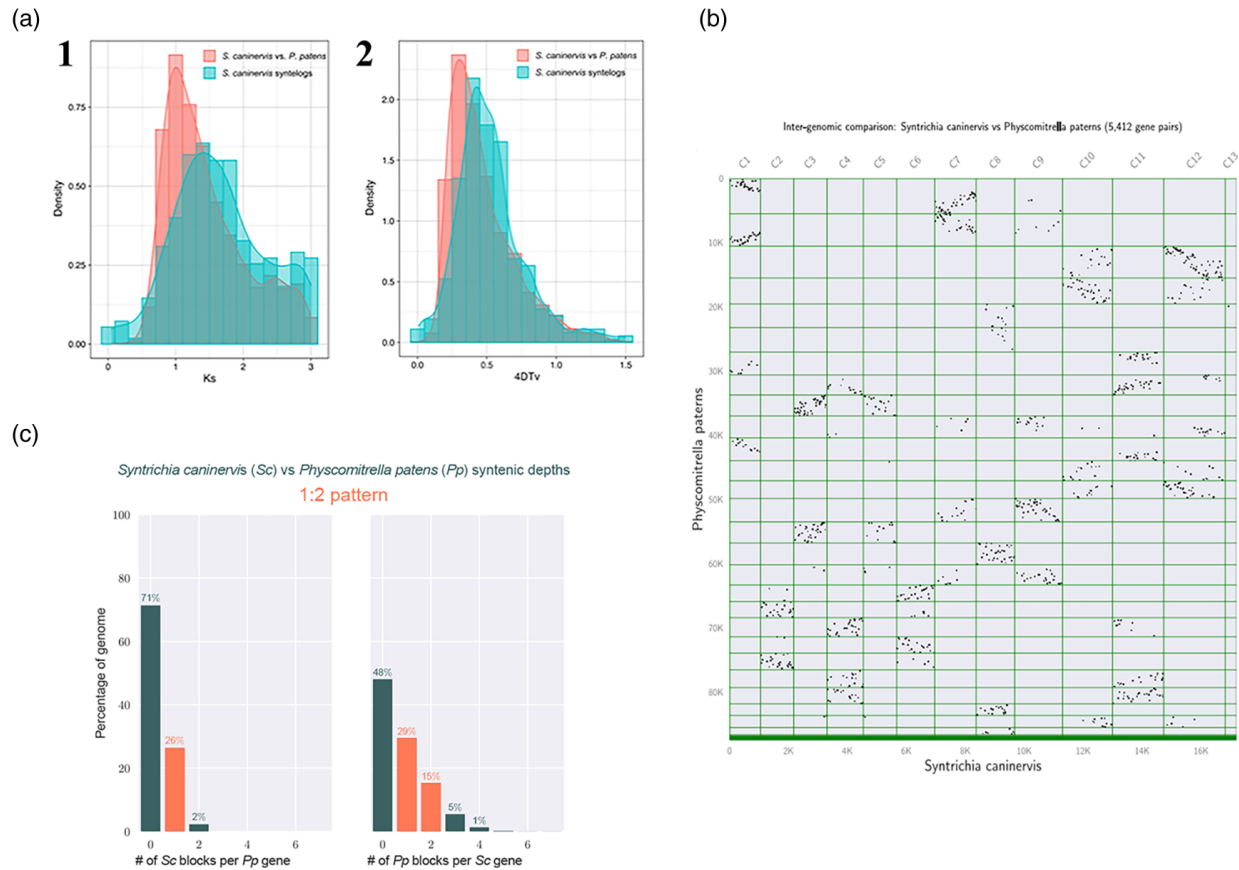 (a)
1
S. caninervis vs. P. patens
S. caninervis syntelogs
Density
0.75
0.50
0.25
0.00
0
1
2
3
Ks
2
S. caninervis vs P. patens
S. caninervis syntelogs
Density
2.0
1.5
1.0
0.5
0.0
0.0
0.5
1.0
1.5
4DTv
(b)
Inter-genomic comparison: Syntrichia caninervis vs Physcomitrella paterns (5,412 gene pairs)
C1 C2 C3 C4 C5 C6 C7 C8 C9 C10 C11 C12 C13
Physcomitrella paterns
0
10K
20K
30K
40K
50K
60K
70K
80K
0 2K 4K 6K 8K 10K 12K 14K 16K
Syntrichia caninervis
(c)
Syntrichia caninervis (Sc) vs Physcomitrella patens (Pp) syntenic depths
1:2 pattern
Percentage of genome
100
80
60
40
20
0
71%
26%
2%
0 2 4 6
# of Sc blocks per Pp gene
48%
29%
15%
5%
1%
0 2 4 6
# of Pp blocks per Sc gene